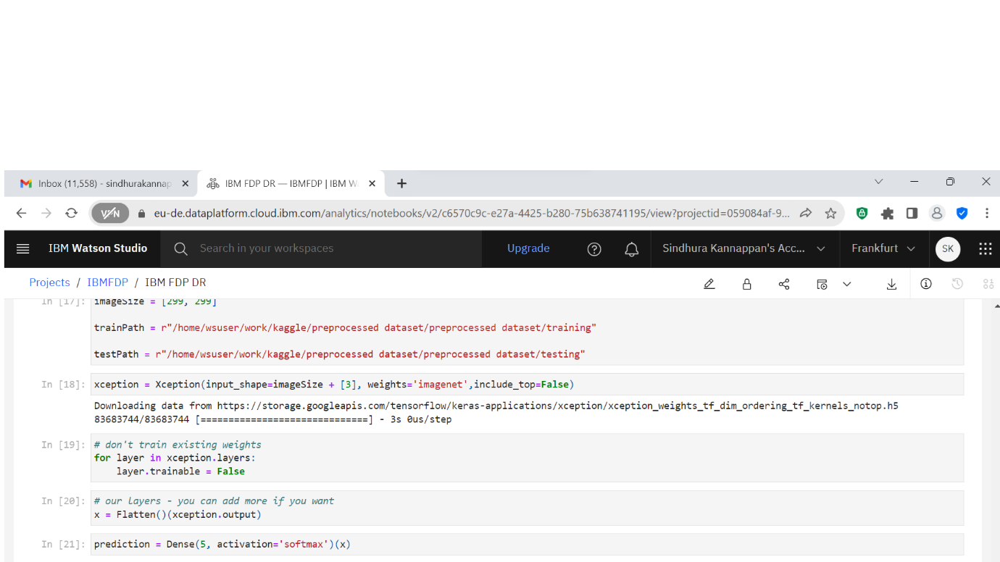 Inbox (11,558) - sindhurakannap
IBM FDP DR — IBMFDP | IBM W
VPN
eu-de.dataplatform.cloud.ibm.com/analytics/notebooks/v2/c6570c9c-e27a-4425-b280-75b638741195/view?projectid=059084af-9...
IBM Watson Studio
Search in your workspaces
Upgrade
Sindhura Kannappan's Acc...
Frankfurt
SK
Projects / IBMFDP / IBM FDP DR
In [17]: imageSize = [299, 299]
trainPath = r"/home/wsuser/work/kaggle/preprocessed dataset/preprocessed dataset/training"
testPath = r"/home/wsuser/work/kaggle/preprocessed dataset/preprocessed dataset/testing"
In [18]: xception = Xception(input_shape=imageSize + [3], weights='imagenet',include_top=False)
Downloading data from https://storage.googleapis.com/tensorflow/keras-applications/xception/xception_weights_tf_dim_ordering_tf_kernels_notop.h5
83683744/83683744 [==============================] - 3s 0us/step
In [19]: # don't train existing weights
for layer in xception.layers:
    layer.trainable = False
In [20]: # our layers - you can add more if you want
x = Flatten()(xception.output)
In [21]: prediction = Dense(5, activation='softmax')(x)